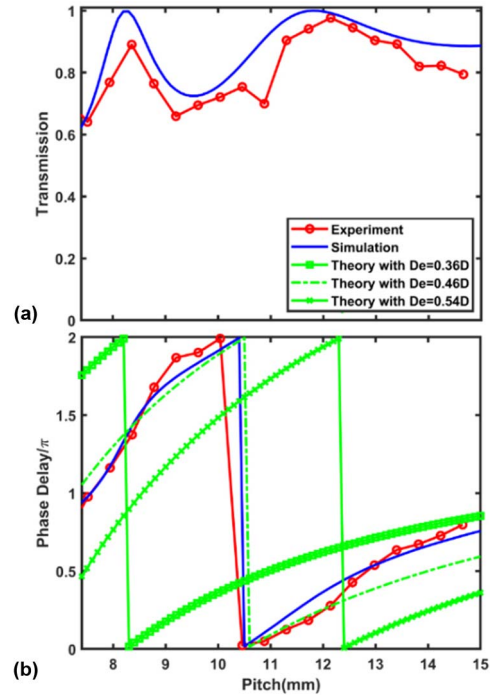 (a)
Transmission
1
0.8
0.6
0.4
0.2
0
Experiment
Simulation
Theory with De=0.36D
Theory with De=0.46D
Theory with De=0.54D
(b)
Phase Delay/π
2
1.5
1
0.5
0
8 9 10 11 12 13 14 15
Pitch(mm)